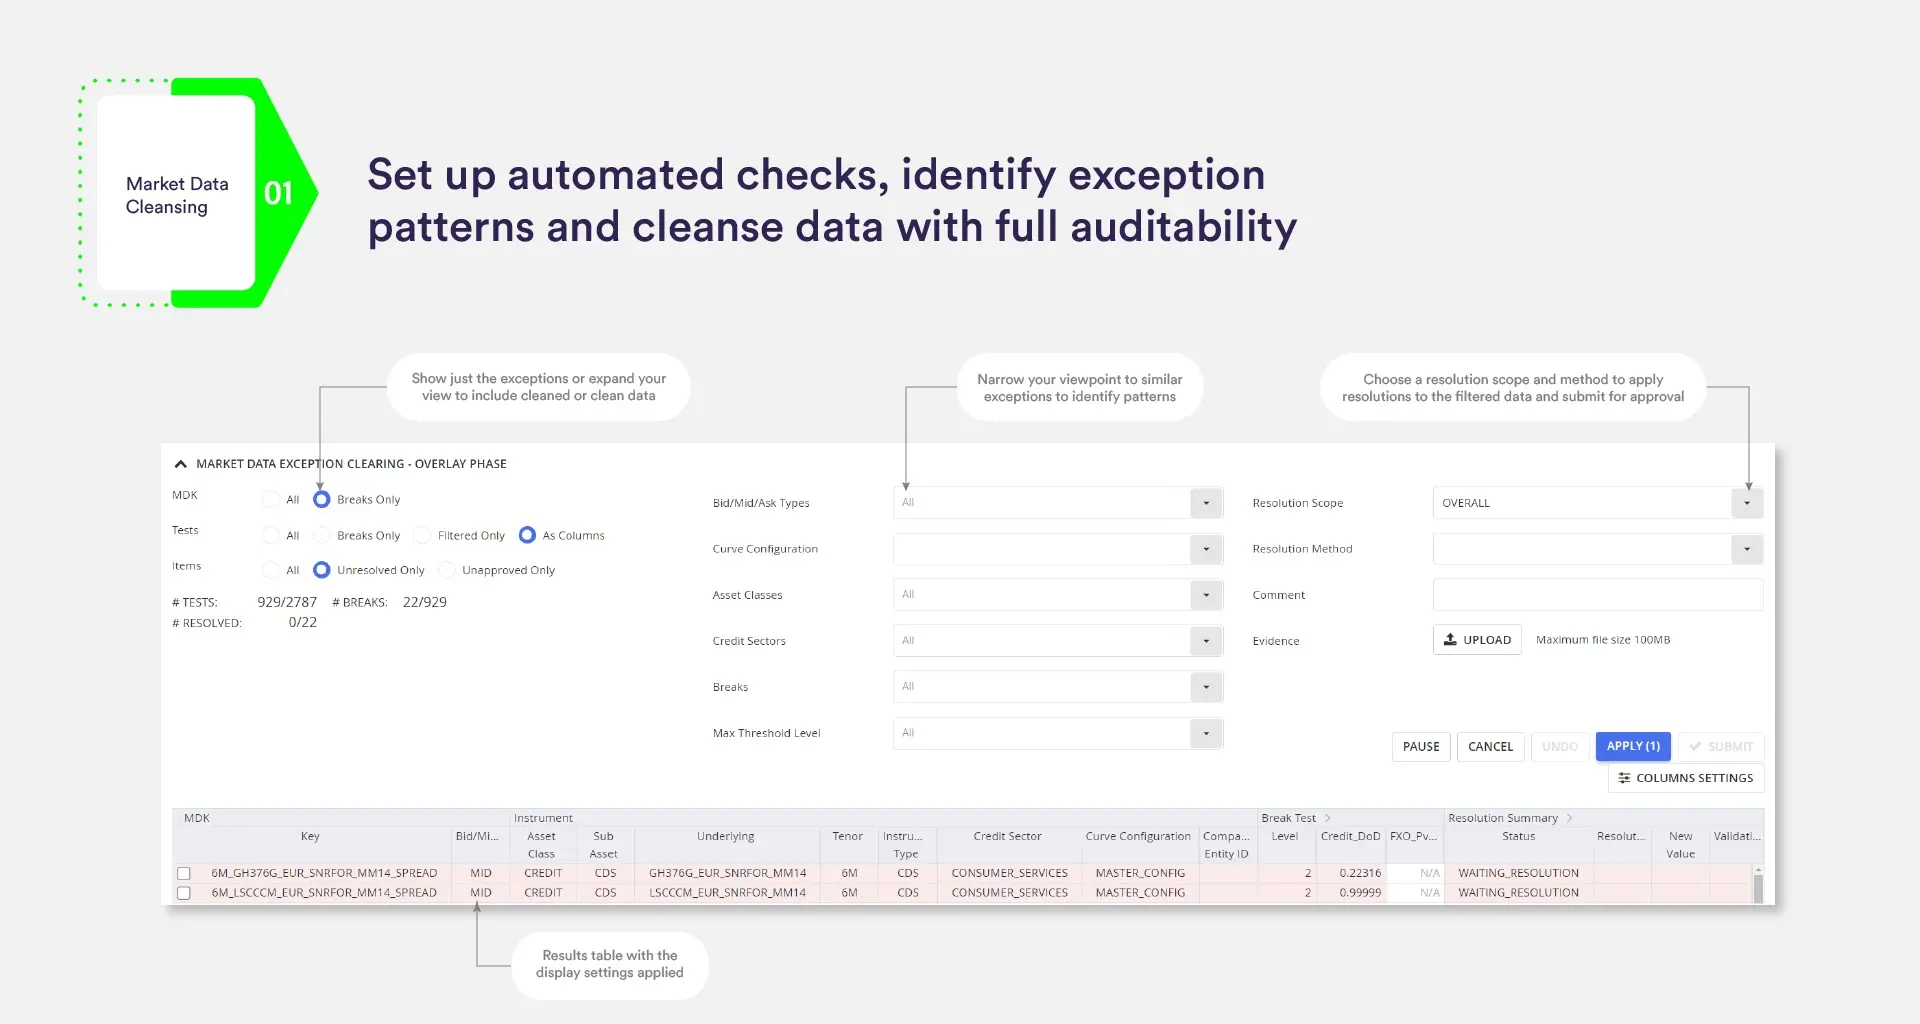 Market Data
Cleansing
01
Set up automated checks, identify exception
patterns and cleanse data with full auditability
Show just the exceptions or expand your
view to include cleaned or clean data
Narrow your viewpoint to similar
exceptions to identify patterns
Choose a resolution scope and method to apply
resolutions to the filtered data and submit for approval
MARKET DATA EXCEPTION CLEARING - OVERLAY PHASE
MDK All Breaks Only
Tests All Breaks Only Filtered Only As Columns
Items All Unresolved Only Unapproved Only
# TESTS: 929/2787 # BREAKS: 22/929
# RESOLVED: 0/22
Bid/Mid/Ask Types All
Curve Configuration
Asset Classes All
Credit Sectors All
Breaks All
Max Threshold Level All
Resolution Scope OVERALL
Resolution Method
Comment
Evidence UPLOAD Maximum file size 100MB
PAUSE CANCEL UNDO APPLY (1) SUBMIT
COLUMNS SETTINGS
MDK Instrument Break Test Resolution Summary
Key Bid/Mi... Asset Sub Underlying Tenor Instru... Credit Sector Curve Configuration Compa... Level Credit_DoD FXO_Pv... Status Resolut... New Validati...
Class Asset Type Entity ID Value
6M_GH376G_EUR_SNRFOR_MM14_SPREAD MID CREDIT CDS GH376G_EUR_SNRFOR_MM14 6M CDS CONSUMER_SERVICES MASTER_CONFIG 2 0.22316 N/A WAITING_RESOLUTION
6M_LSCCCM_EUR_SNRFOR_MM14_SPREAD MID CREDIT CDS LSCCCM_EUR_SNRFOR_MM14 6M CDS CONSUMER_SERVICES MASTER_CONFIG 2 0.99999 N/A WAITING_RESOLUTION
Results table with the
display settings applied